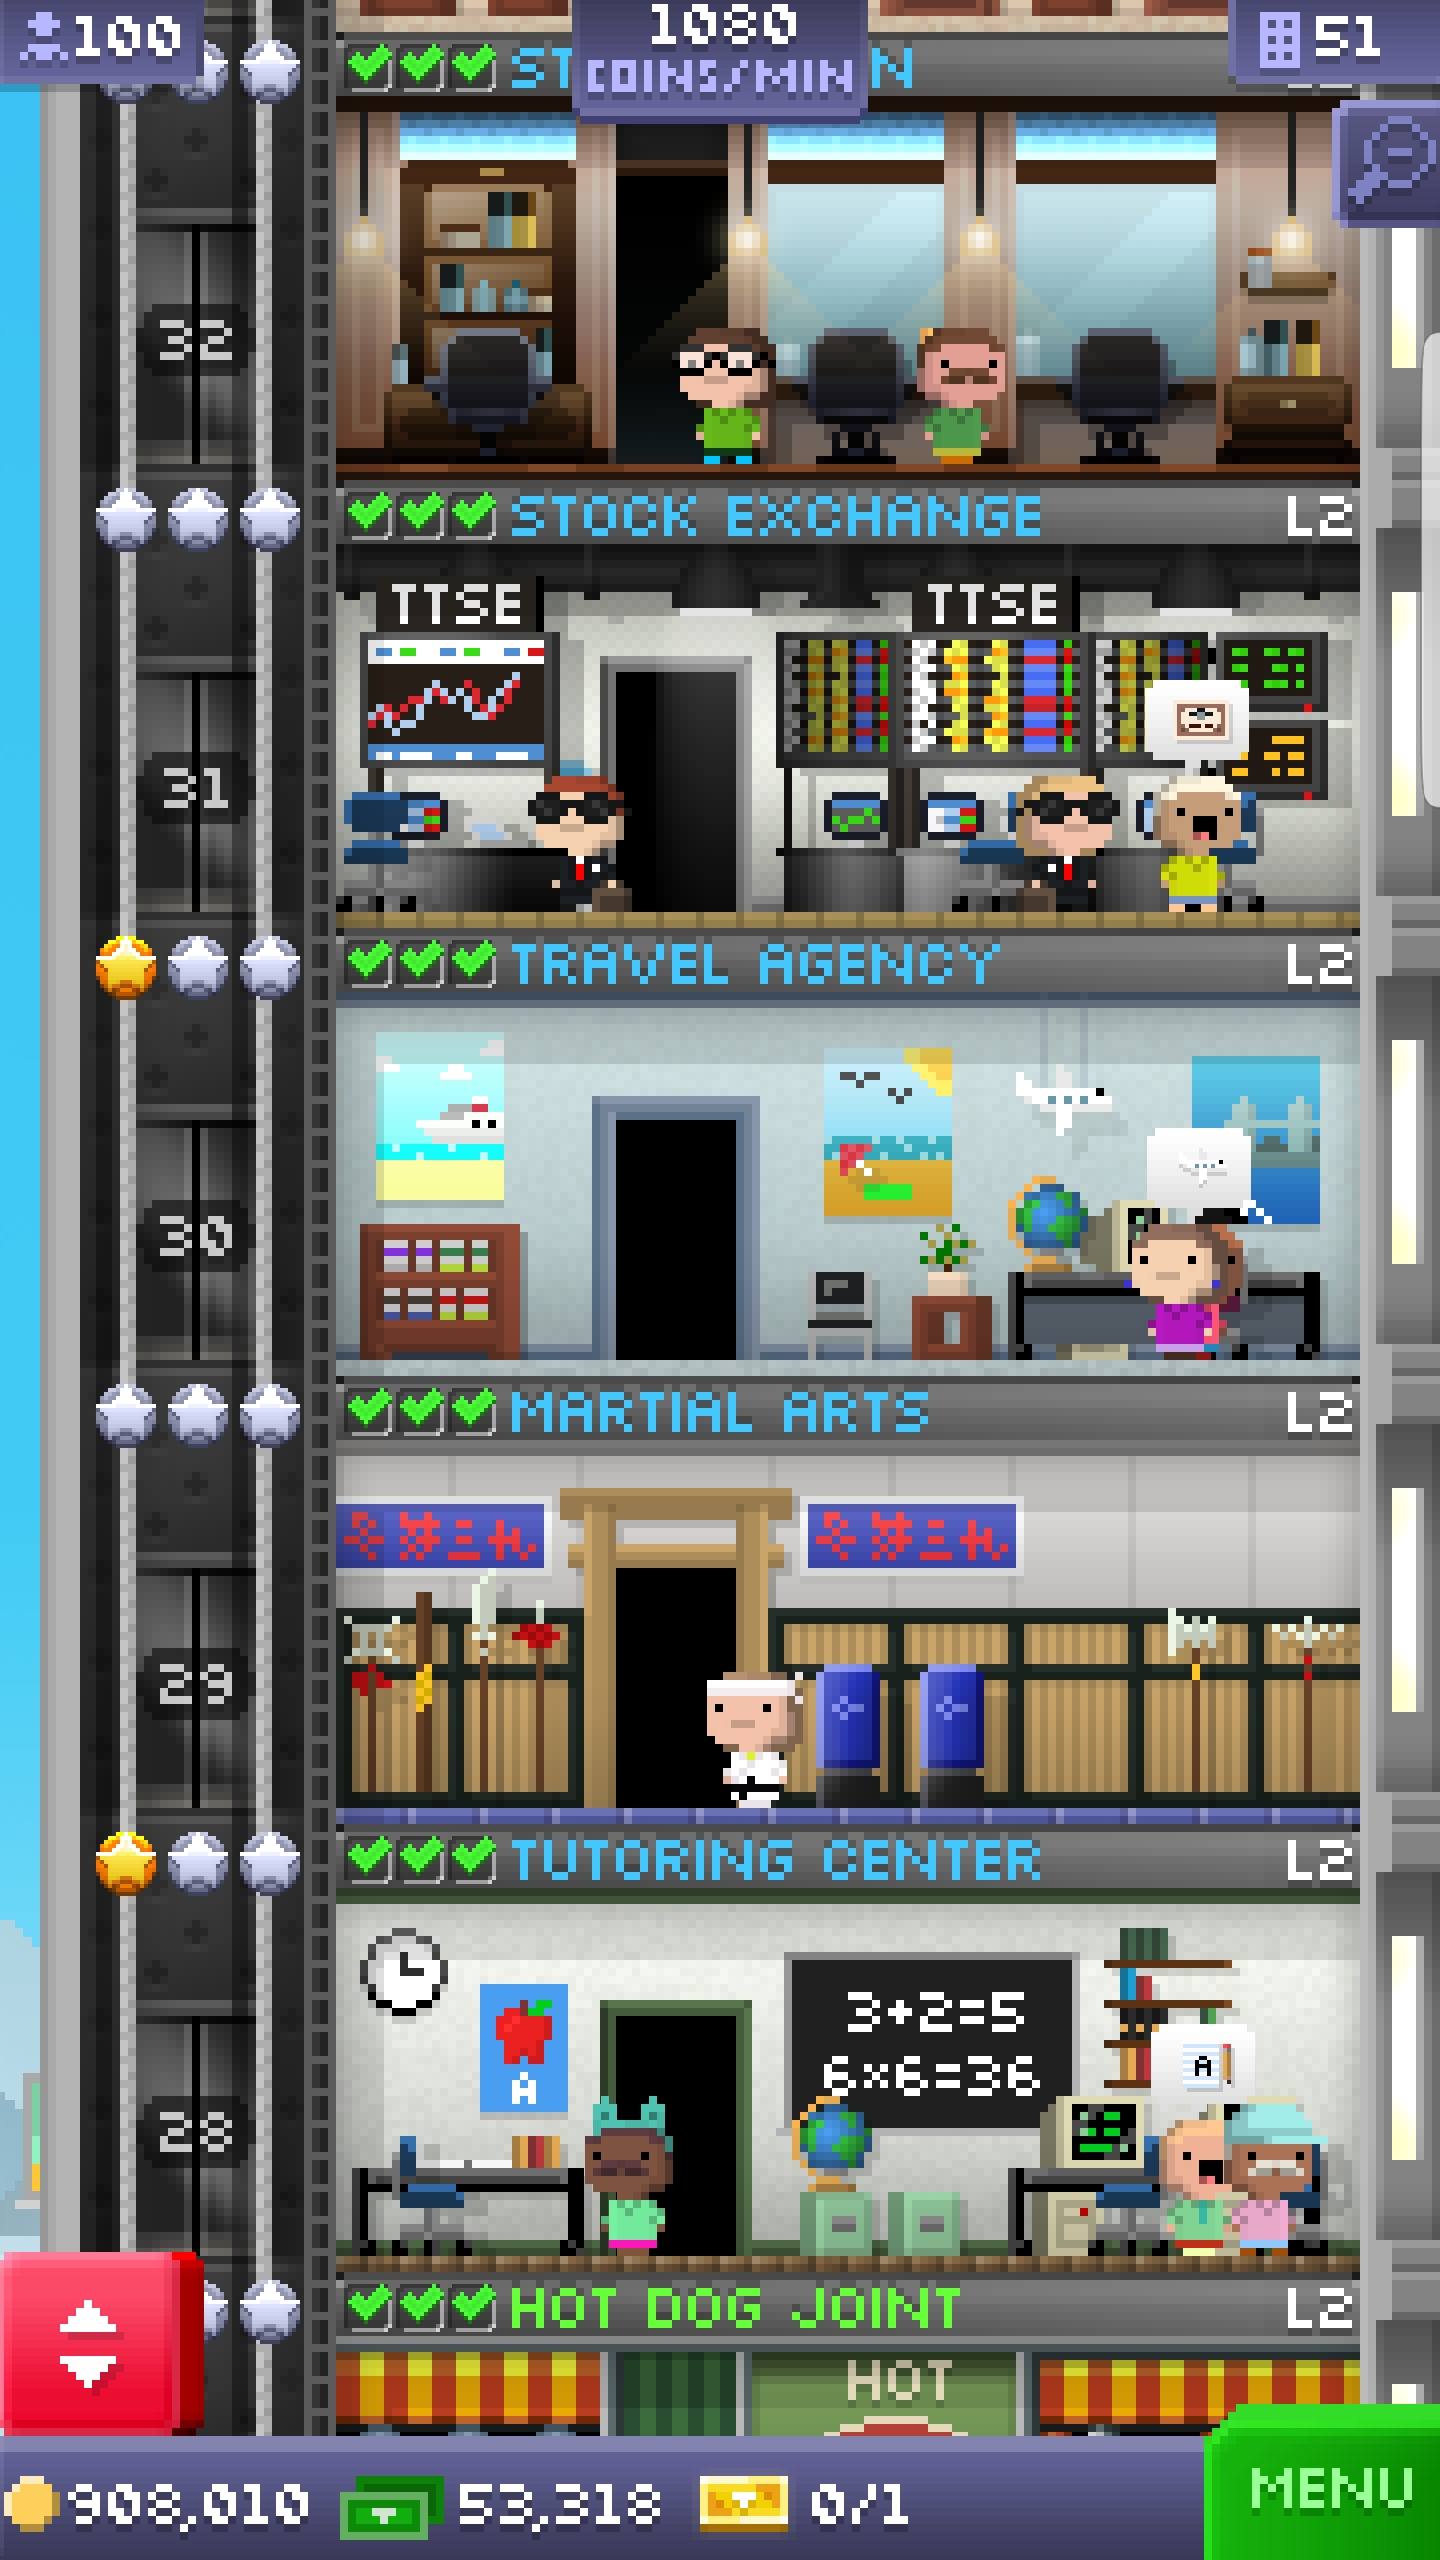 100
1080
COINS/MIN
51
ST
N
32
STOCK EXCHANGE L2
TTSE TTSE
31
TRAVEL AGENCY L2
30
MARTIAL ARTS L2
29
TUTORING CENTER L2
3+2=5
6×6=36
A
A
28
HOT DOG JOINT L2
HOT
908,010 53,318 0/1
MENU